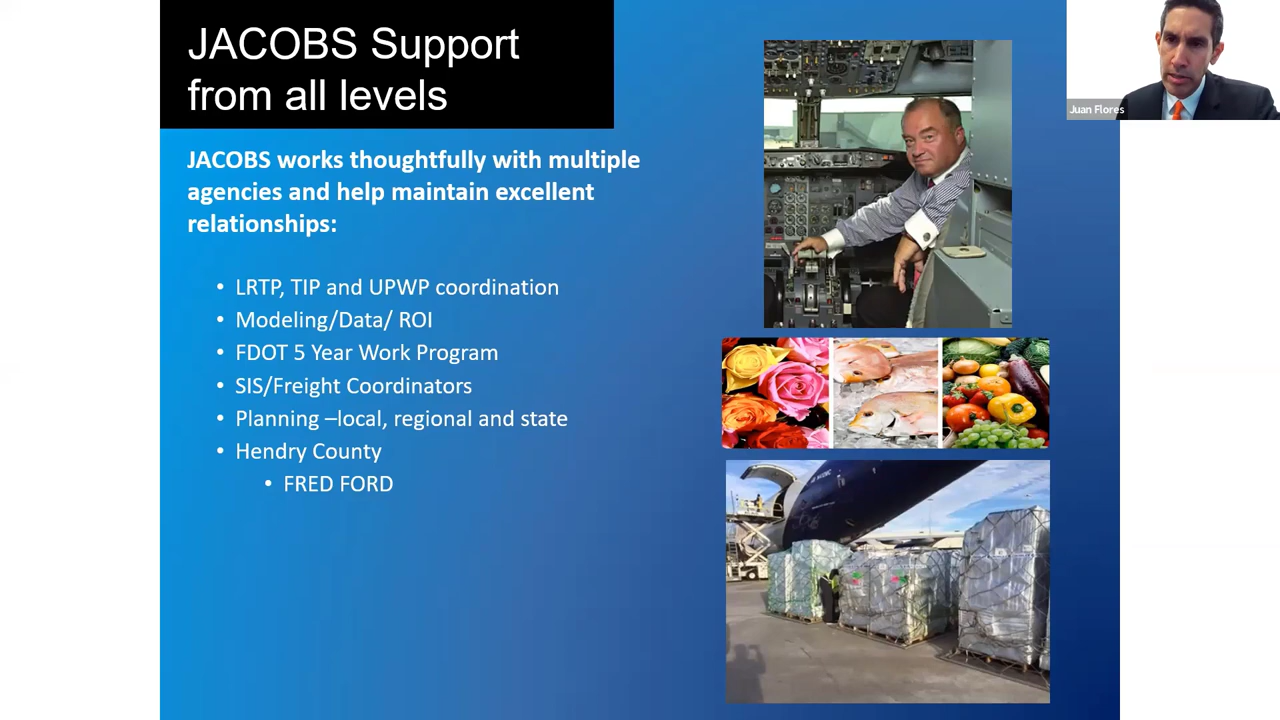 JACOBS Support
from all levels
JACOBS works thoughtfully with multiple
agencies and help maintain excellent
relationships:
• LRTP, TIP and UPWP coordination
• Modeling/Data/ ROI
• FDOT 5 Year Work Program
• SIS/Freight Coordinators
• Planning –local, regional and state
• Hendry County
• FRED FORD
Juan Flores